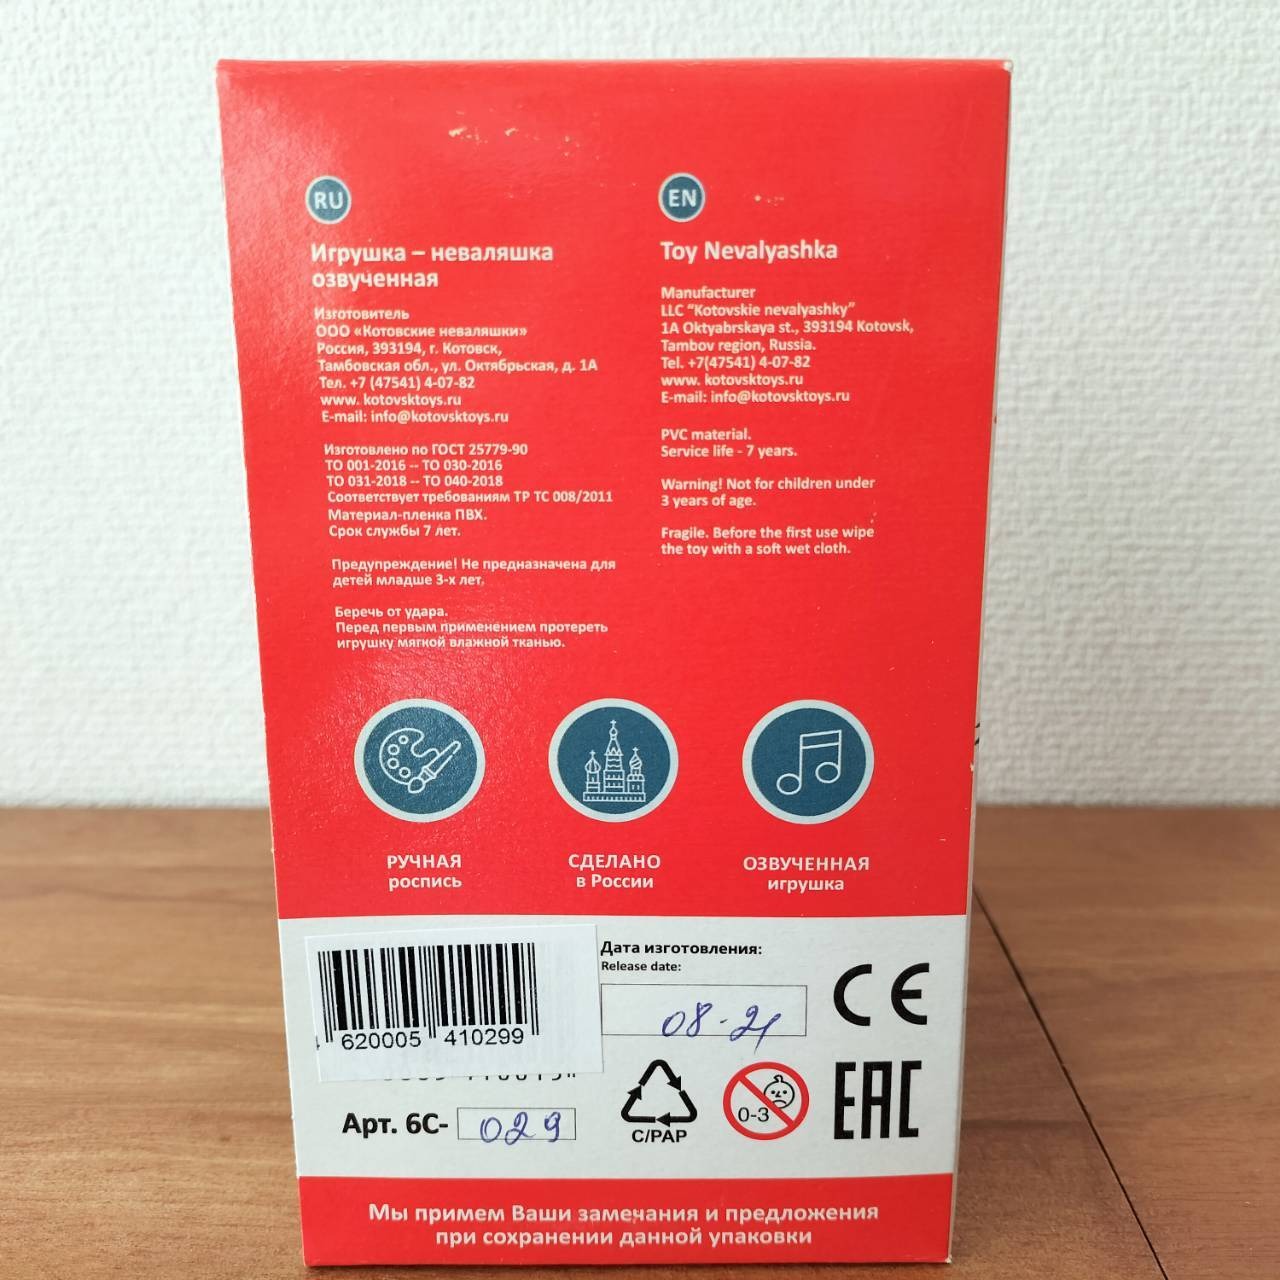 RU
Игрушка – неваляшка
озвученная
Изготовитель
ООО «Котовские неваляшки»
Россия, 393194, г. Котовск,
Тамбовская обл., ул. Октябрьская, д. 1А
Тел. +7 (47541) 4-07-82
www. kotovsktoys.ru
E-mail: info@kotovsktoys.ru
Изготовлено по ГОСТ 25779-90
ТО 001-2016 -- ТО 030-2016
ТО 031-2018 -- ТО 040-2018
Соответствует требованиям ТР ТС 008/2011
Материал-пленка ПВХ.
Срок службы 7 лет.
Предупреждение! Не предназначена для
детей младше 3-х лет.
Беречь от удара.
Перед первым применением протереть
игрушку мягкой влажной тканью.
EN
Toy Nevalyashka
Manufacturer
LLC “Kotovskie nevalyashky”
1A Oktyabrskaya st., 393194 Kotovsk,
Tambov region, Russia.
Tel. +7(47541) 4-07-82
www. kotovsktoys.ru
E-mail: info@kotovsktoys.ru
PVC material.
Service life - 7 years.
Warning! Not for children under
3 years of age.
Fragile. Before the first use wipe
the toy with a soft wet cloth.
РУЧНАЯ
роспись
СДЕЛАНО
в России
ОЗВУЧЕННАЯ
игрушка
4 620005 410299
Арт. 6С- 029
Дата изготовления:
Release date:
08-21
CE
C/PAP
0-3
EAC
Мы примем Ваши замечания и предложения
при сохранении данной упаковки